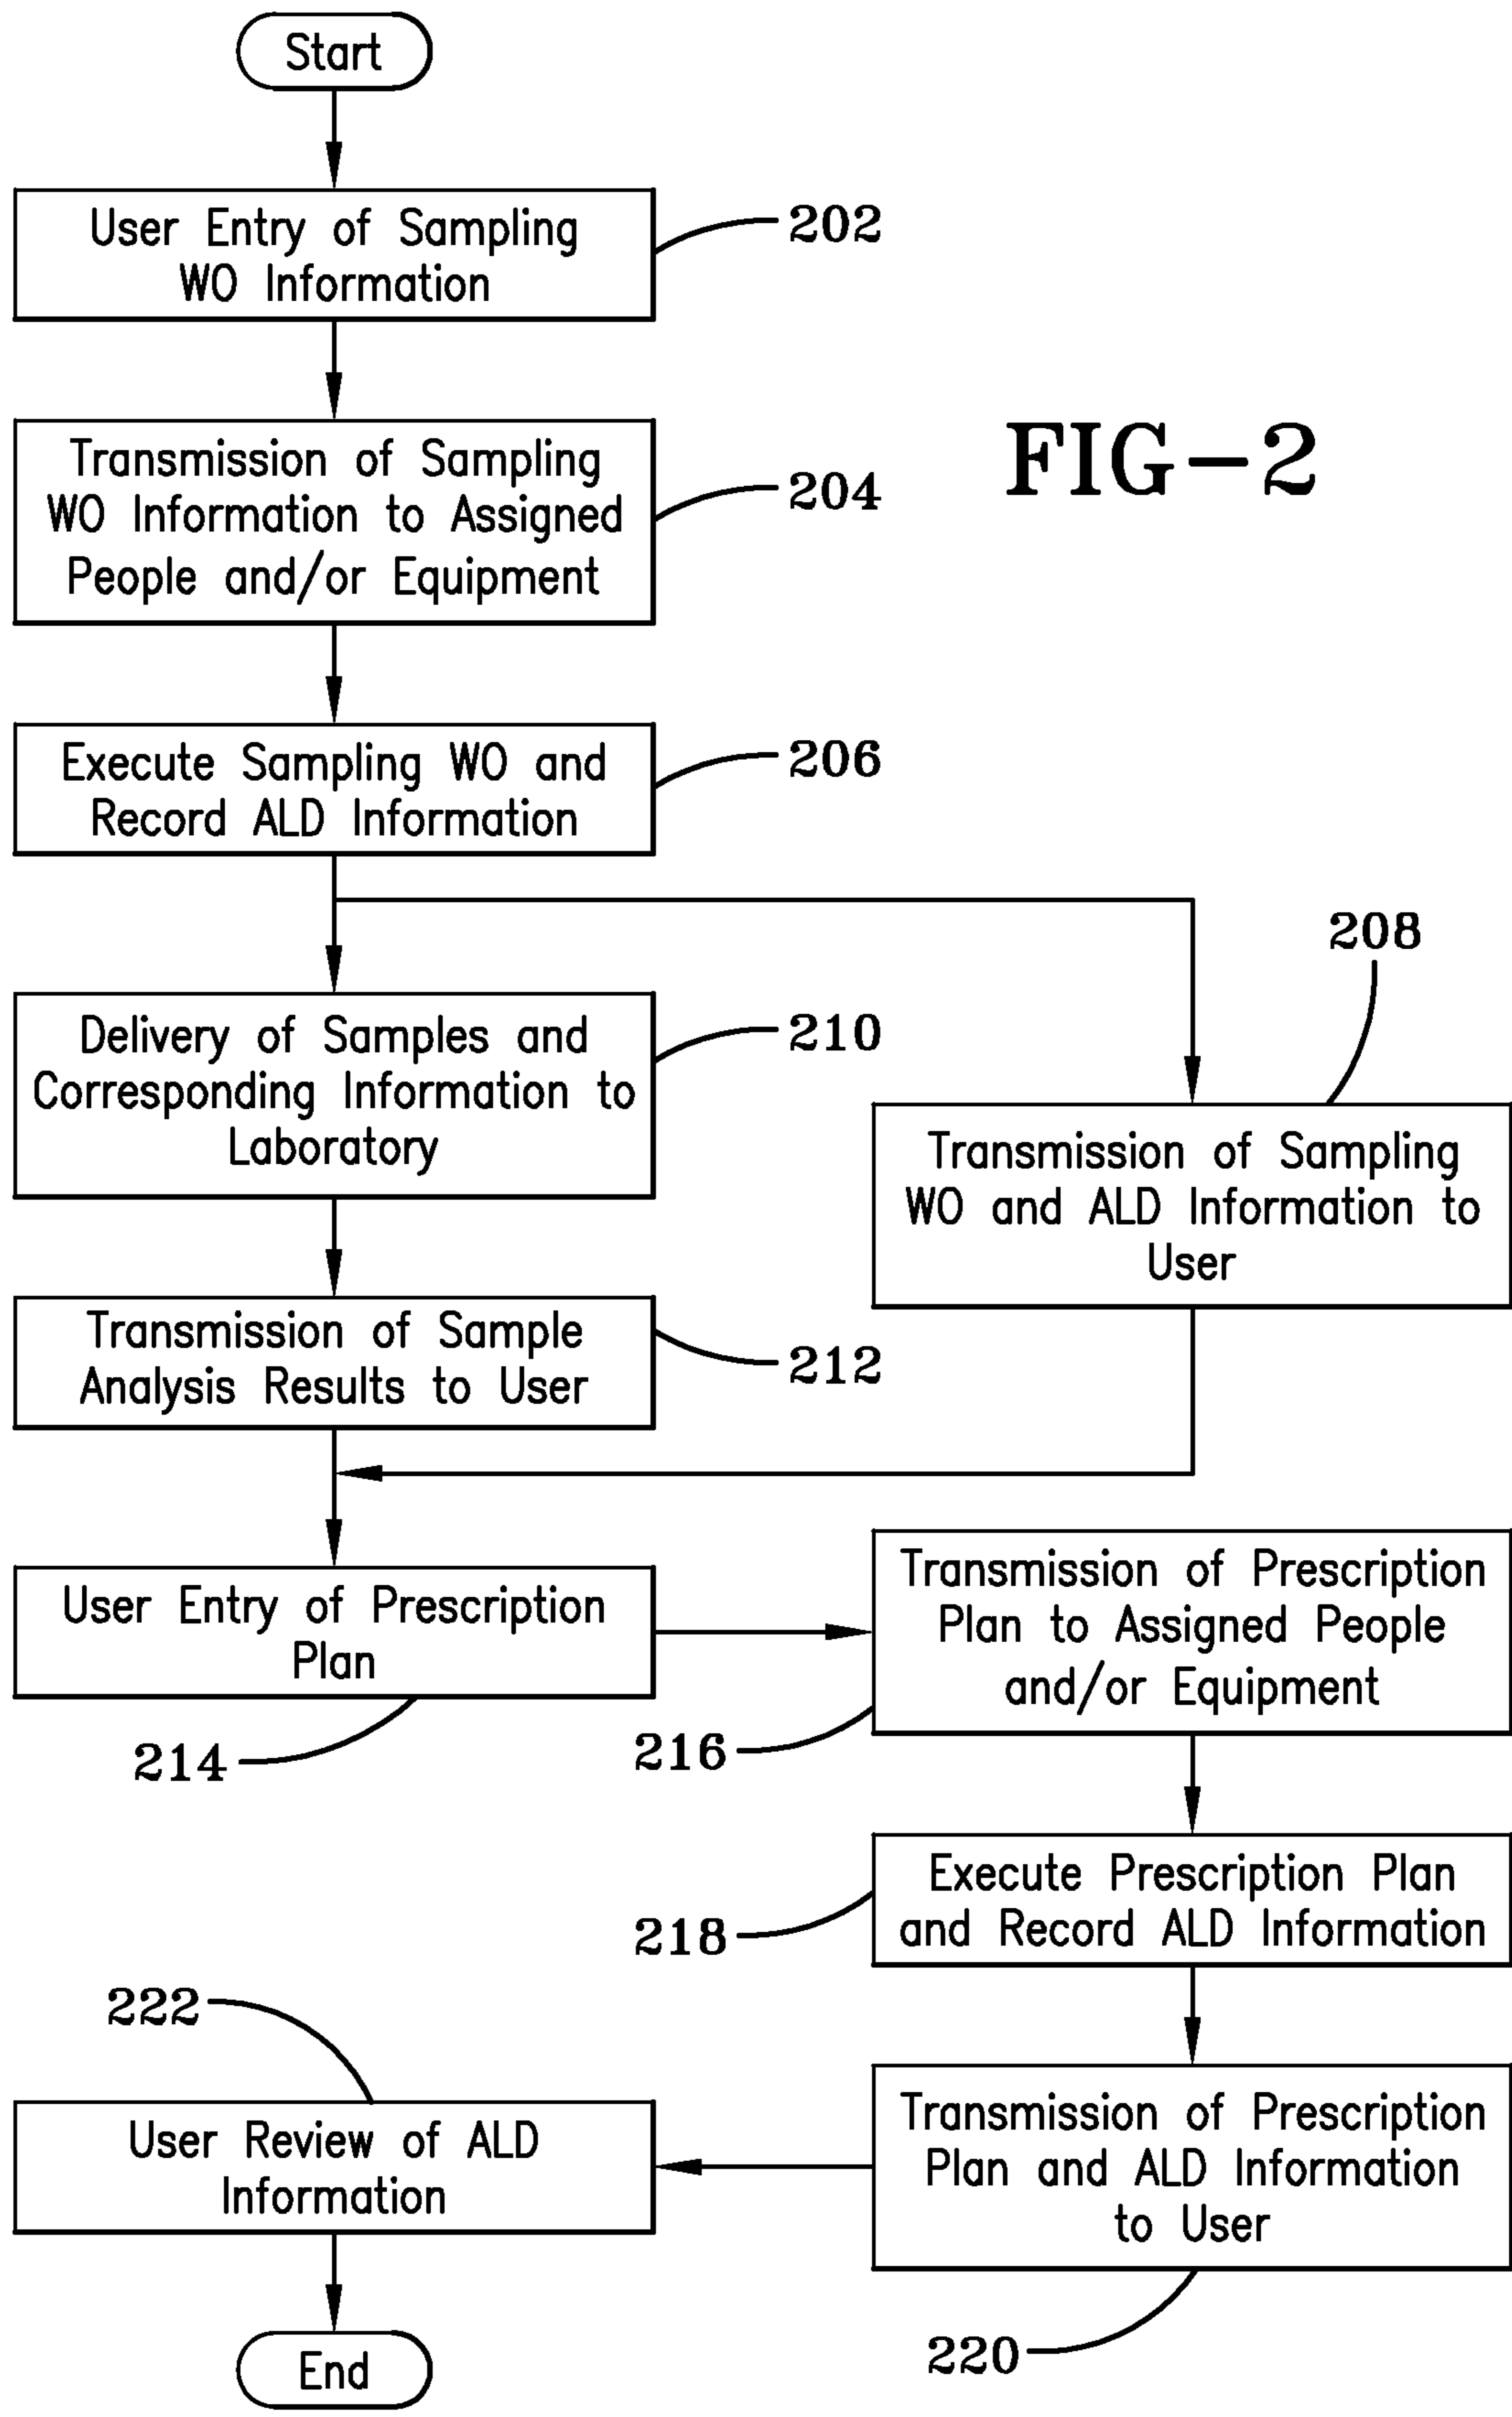 Start
User Entry of Sampling
WO Information
202
Transmission of Sampling
WO Information to Assigned
People and/or Equipment
204
FIG-2
Execute Sampling WO and
Record ALD Information
206
Delivery of Samples and
Corresponding Information to
Laboratory
210
208
Transmission of Sampling
WO and ALD Information to
User
Transmission of Sample
Analysis Results to User
212
User Entry of Prescription
Plan
214
Transmission of Prescription
Plan to Assigned People
and/or Equipment
216
Execute Prescription Plan
and Record ALD Information
218
Transmission of Prescription
Plan and ALD Information
to User
220
222
User Review of ALD
Information
End